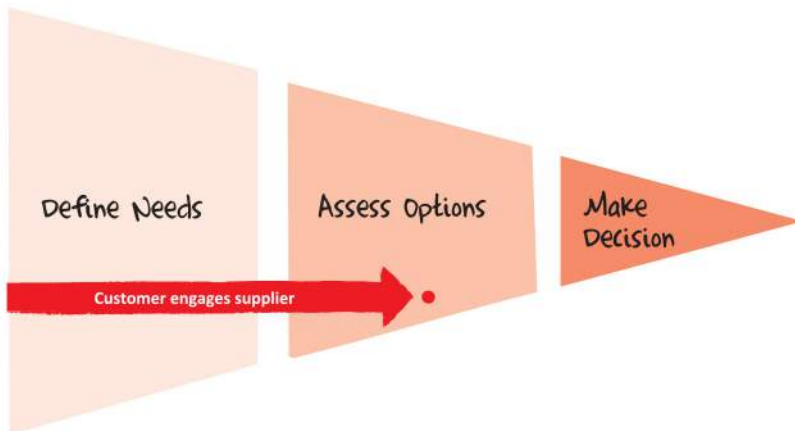 Define Needs
Assess Options
Make
Decision
Customer engages supplier